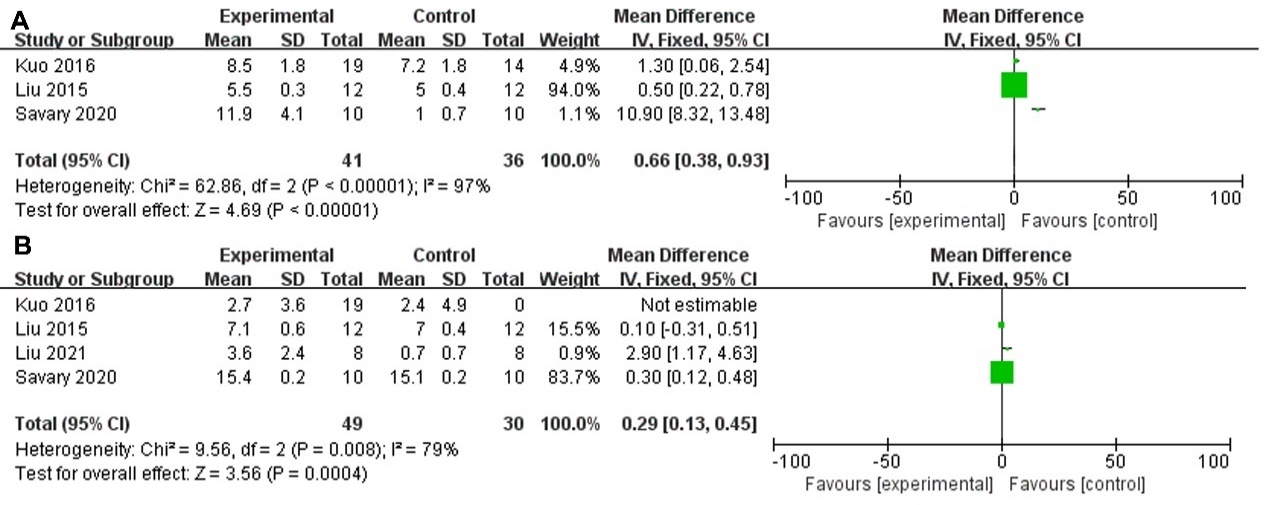 A
Experimental Control Mean Difference Mean Difference
Study or Subgroup Mean SD Total Mean SD Total Weight IV, Fixed, 95% CI IV, Fixed, 95% CI
Kuo 2016 8.5 1.8 19 7.2 1.8 14 4.9% 1.30 [0.06, 2.54]
Liu 2015 5.5 0.3 12 5 0.4 12 94.0% 0.50 [0.22, 0.78]
Savary 2020 11.9 4.1 10 1 0.7 10 1.1% 10.90 [8.32, 13.48]
Total (95% CI) 41 36 100.0% 0.66 [0.38, 0.93]
Heterogeneity: Chi² = 62.86, df = 2 (P < 0.00001); I² = 97%
Test for overall effect: Z = 4.69 (P < 0.00001)
-100 -50 0 50 100
Favours [experimental] Favours [control]
B
Experimental Control Mean Difference Mean Difference
Study or Subgroup Mean SD Total Mean SD Total Weight IV, Fixed, 95% CI IV, Fixed, 95% CI
Kuo 2016 2.7 3.6 19 2.4 4.9 0 Not estimable
Liu 2015 7.1 0.6 12 7 0.4 12 15.5% 0.10 [-0.31, 0.51]
Liu 2021 3.6 2.4 8 0.7 0.7 8 0.9% 2.90 [1.17, 4.63]
Savary 2020 15.4 0.2 10 15.1 0.2 10 83.7% 0.30 [0.12, 0.48]
Total (95% CI) 49 30 100.0% 0.29 [0.13, 0.45]
Heterogeneity: Chi² = 9.56, df = 2 (P = 0.008); I² = 79%
Test for overall effect: Z = 3.56 (P = 0.0004)
-100 -50 0 50 100
Favours [experimental] Favours [control]